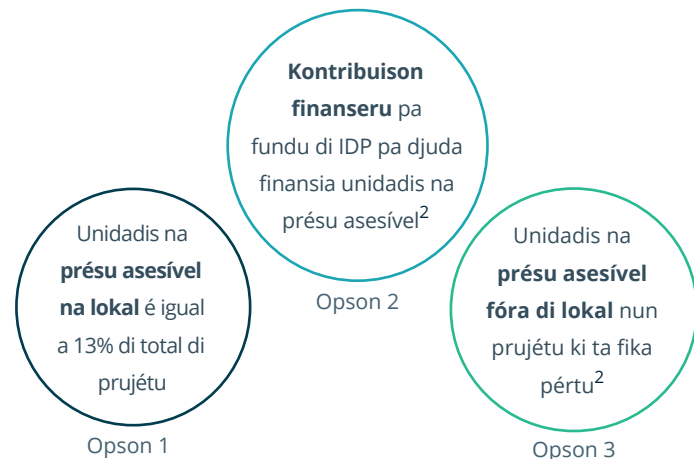 Unidadis na
présu asesível
na lokal é igual
a 13% di total di
prujétu
Opson 1
Kontribuison
finanseru pa
fundu di IDP pa djuda
finansia unidadis na
présu asesível2
Opson 2
Unidadis na
présu asesível
fóra di lokal nun
prujétu ki ta fika
pértu2
Opson 3